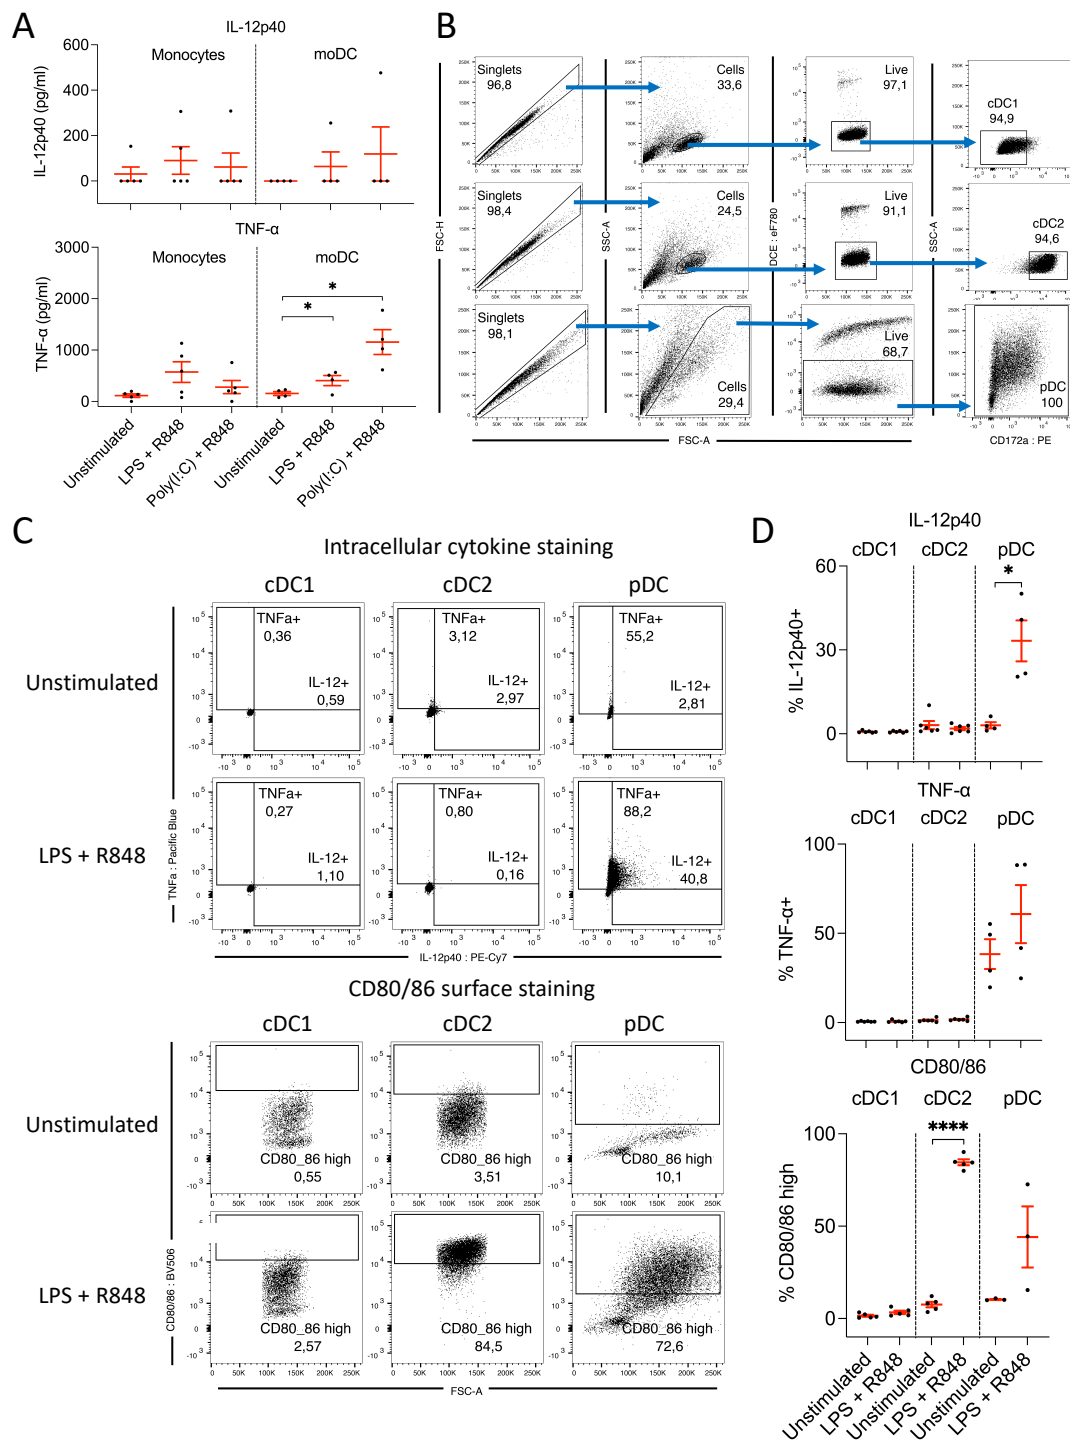 A
IL-12p40
IL-12p40 (pg/ml)
600
400
200
0
Monocytes
moDC
TNF-α
TNF-α (pg/ml)
3000
2000
1000
0
Monocytes
moDC
*
*
Unstimulated
LPS + R848
Poly(I:C) + R848
Unstimulated
LPS + R848
Poly(I:C) + R848
B
Singlets
96,8
Cells
33,6
Live
97,1
cDC1
94,9
Singlets
98,4
Cells
24,5
Live
91,1
cDC2
94,6
Singlets
98,1
Cells
29,4
Live
68,7
pDC
100
FSC-H
SSC-A
DCE : eF780
SSC-A
FSC-A
CD172a : PE
C
Intracellular cytokine staining
cDC1
cDC2
pDC
Unstimulated
TNFa+
0,36
IL-12+
0,59
TNFa+
3,12
IL-12+
2,97
TNFa+
55,2
IL-12+
2,81
LPS + R848
TNFa+
0,27
IL-12+
1,10
TNFa+
0,80
IL-12+
0,16
TNFa+
88,2
IL-12+
40,8
TNFa : Pacific Blue
IL-12p40 : PE-Cy7
CD80/86 surface staining
cDC1
cDC2
pDC
Unstimulated
CD80_86 high
0,55
CD80_86 high
3,51
CD80_86 high
10,1
LPS + R848
CD80_86 high
2,57
CD80_86 high
84,5
CD80_86 high
72,6
CD80/86 : BV506
0 50K 100K 150K 200K 250K
FSC-A
D
IL-12p40
cDC1
cDC2
pDC
% IL-12p40+
60
30
0
*
TNF-α
cDC1
cDC2
pDC
% TNF-α+
100
50
0
CD80/86
cDC1
cDC2
pDC
% CD80/86 high
100
50
0
****
Unstimulated
LPS + R848
Unstimulated
LPS + R848
Unstimulated
LPS + R848